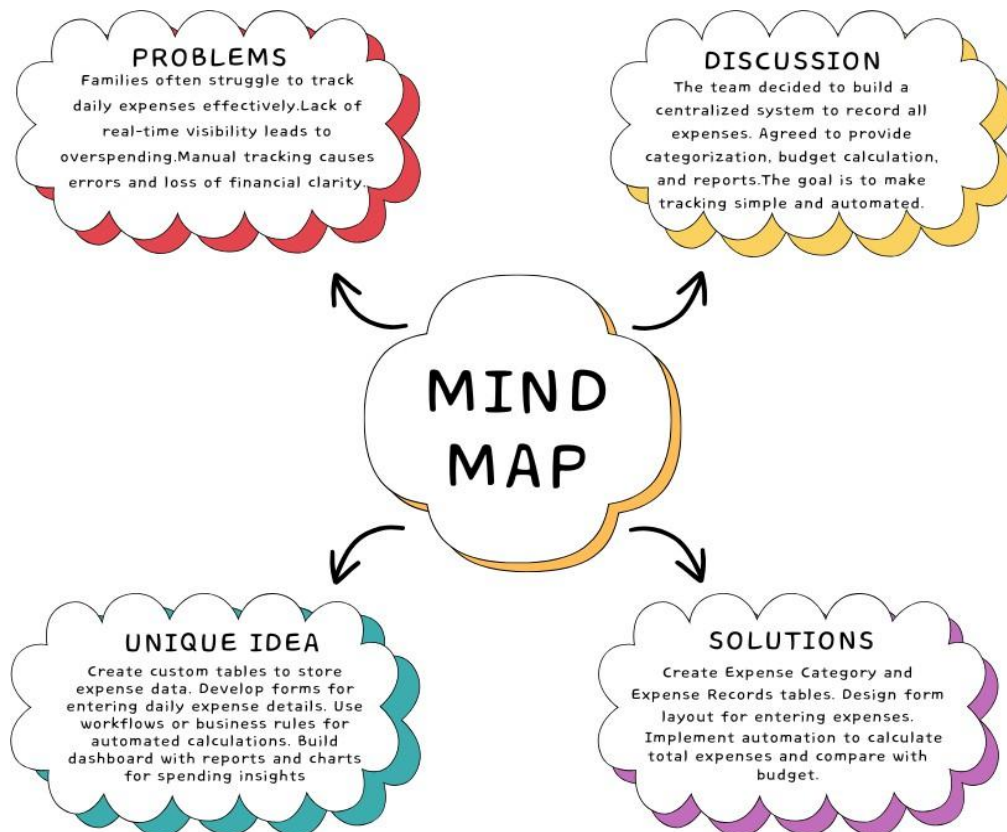 PROBLEMS
Families often struggle to track
daily expenses effectively.Lack of
real-time visibility leads to
overspending.Manual tracking causes
errors and loss of financial clarity.
DISCUSSION
The team decided to build a
centralized system to record all
expenses. Agreed to provide
categorization, budget calculation,
and reports.The goal is to make
tracking simple and automated.
MIND
MAP
UNIQUE IDEA
Create custom tables to store
expense data. Develop forms for
entering daily expense details. Use
workflows or business rules for
automated calculations. Build
dashboard with reports and charts
for spending insights
SOLUTIONS
Create Expense Category and
Expense Records tables. Design form
layout for entering expenses.
Implement automation to calculate
total expenses and compare with
budget.